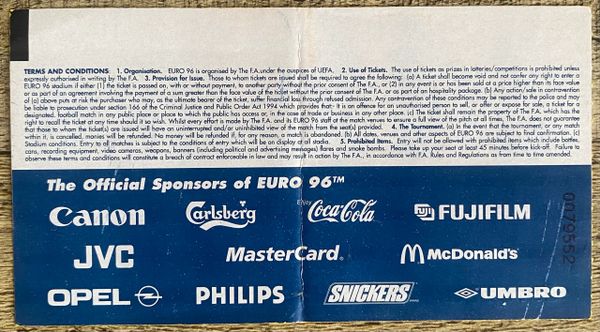 TERMS AND CONDITIONS: 1. Organisation. EURO 96 is organised by The F.A. under the auspices of UEFA. 2. Use of Tickets. The use of tickets as prizes in lotteries/competitions is prohibited unless
expressly authorised in writing by The F.A. 3. Provision for Issue. Those to whom tickets are issued shall be required to agree the following: (a) A ticket shall become void and not confer any right to enter a
EURO 96 stadium if either (1) the ticket is passed on, with or without payment, to another party without the prior consent of The F.A., or (2) an event is or has been sold at a price higher than its face value
or as part of an agreement involving the payment of a sum greater than the face value of the ticket without the prior consent of The F.A. or as part of an hospitality package. (b) Any action/sale in contravention
of (a) above puts at risk the purchaser who may, as the ultimate bearer of the ticket, suffer financial loss through refused admission. Any contravention of these conditions may be reported to the police and may
be liable to prosecution under section 166 of the Criminal Justice and Public Order Act 1994 which provides that:- It is an offence for an unauthorised person to sell, or offer or expose for sale, a ticket for a
designated football match in any public place or place to which the public has access or, in the case of trade or business in any other place. (c) The ticket shall remain the property of The F.A. which has the
right to recall the ticket at any time and no reason should be given why it should do so. Whilst every effort is made by The F.A. and its EURO 96 staff at the match venues to ensure a full view of the pitch at all times, The F.A. does not guarantee
that those to whom the ticket(s) are issued will have an uninterrupted and/or uninhibited view of the match from the seat(s) provided. 4. The Tournament. (a) in the event that the tournament, or any match
within it, is cancelled, monies will be refunded. No money will be refunded if, for any reason, a match is abandoned. (b) All dates, venues and other aspects of EURO 96 are subject to final confirmation. (c)
Stadium conditions. Entry to all matches is subject to the conditions of entry which will be on display at all stadia. 5. Prohibited Items. Entry will not be allowed with prohibited items which include bottles,
cans, recording equipment, video cameras, weapons, banners (including political and advertising messages) flares and smoke bombs. Please take up your seat at least 45 minutes before kick-off. Failure to
observe these terms and conditions will constitute a breach of contract enforceable in law and may result in action by The F.A., in accordance with F.A. Rules and Regulations as from time to time amended.
The Official Sponsors of EURO 96™
Canon
Carlsberg
Enjoy
Coca-Cola
FUJI FUJIFILM
JVC
MasterCard
McDonald's
OPEL
PHILIPS
SNICKERS
UMBRO
0079552